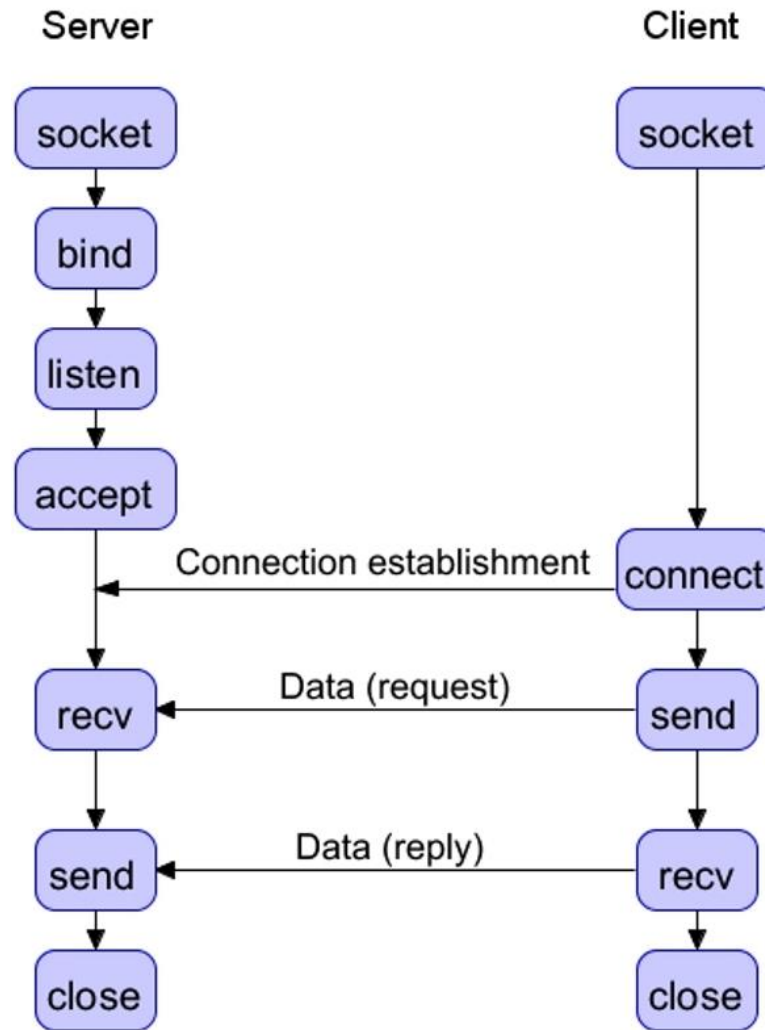 Server Client
socket socket
bind
listen
accept
Connection establishment
connect
recv Data (request) send
send Data (reply) recv
close close